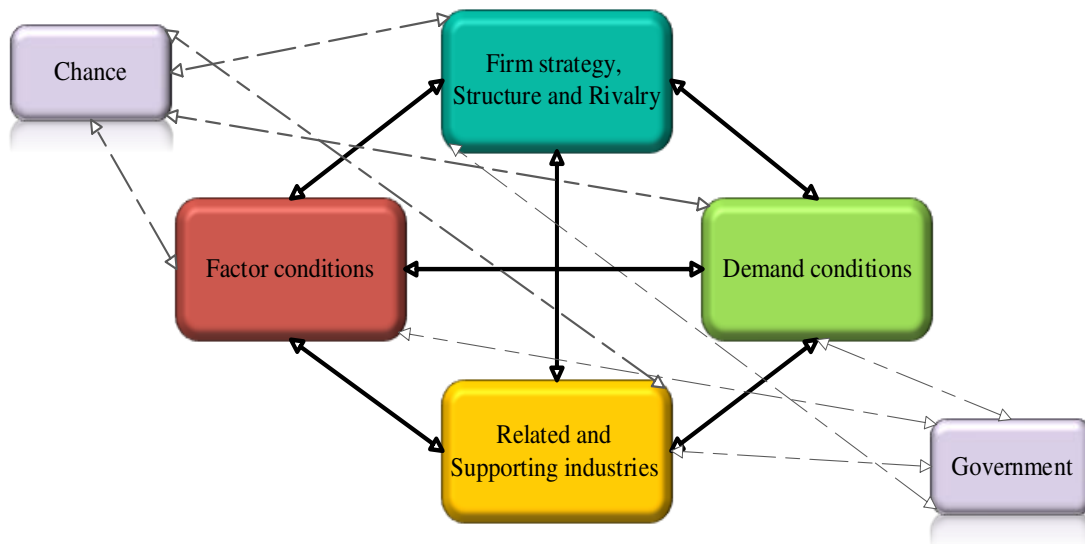 Chance
Firm strategy,
Structure and Rivalry
Factor conditions
Demand conditions
Related and
Supporting industries
Government